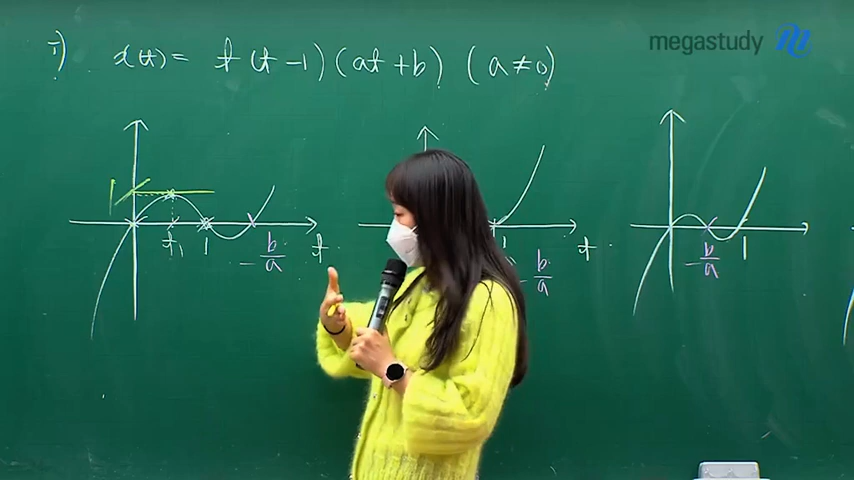 megastudy
i) x(t) = t(t-1)(at+b) (a≠0)
t₁ 1 -b/a t
1 -b/a t
-b/a 1